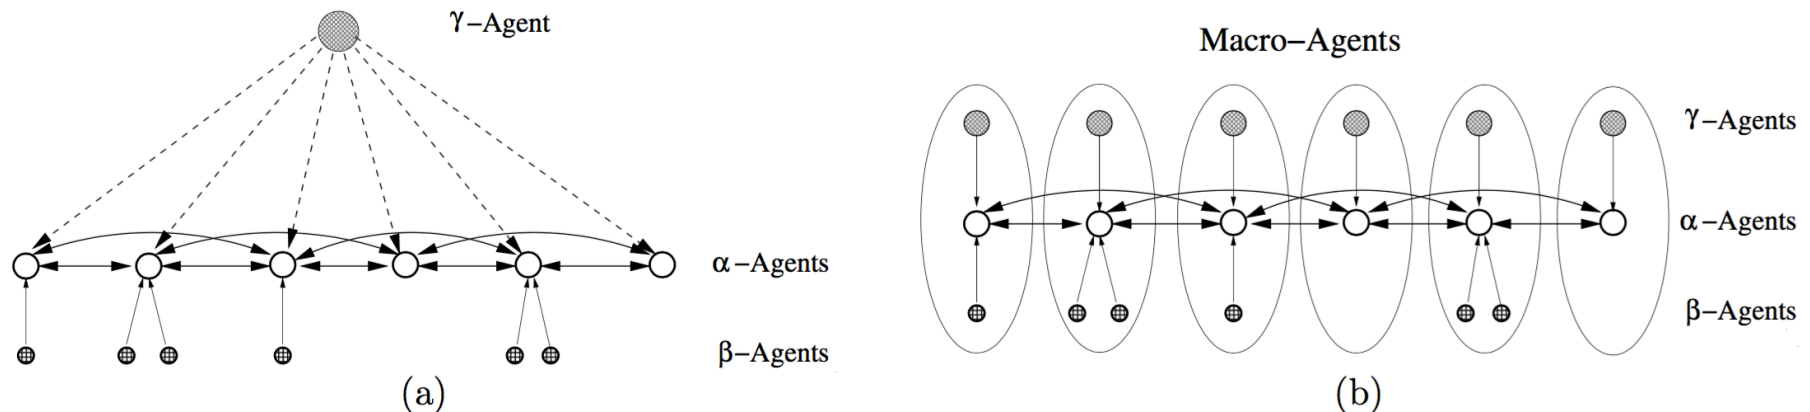 γ−Agent
α−Agents
β−Agents
(a)
Macro−Agents
γ−Agents
α−Agents
β−Agents
(b)